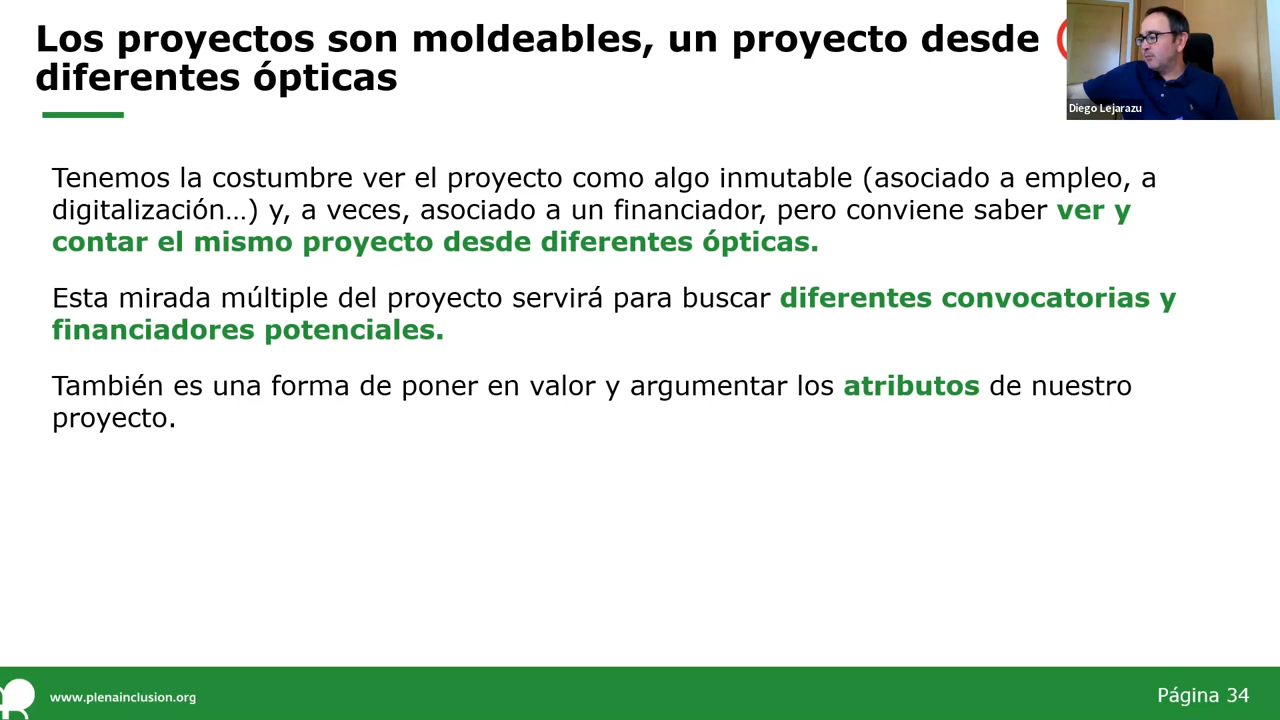 Los proyectos son moldeables, un proyecto desde
diferentes ópticas
Diego Lejarazu
Tenemos la costumbre ver el proyecto como algo inmutable (asociado a empleo, a
digitalización…) y, a veces, asociado a un financiador, pero conviene saber ver y
contar el mismo proyecto desde diferentes ópticas.
Esta mirada múltiple del proyecto servirá para buscar diferentes convocatorias y
financiadores potenciales.
También es una forma de poner en valor y argumentar los atributos de nuestro
proyecto.
www.plenainclusion.org
Página 34